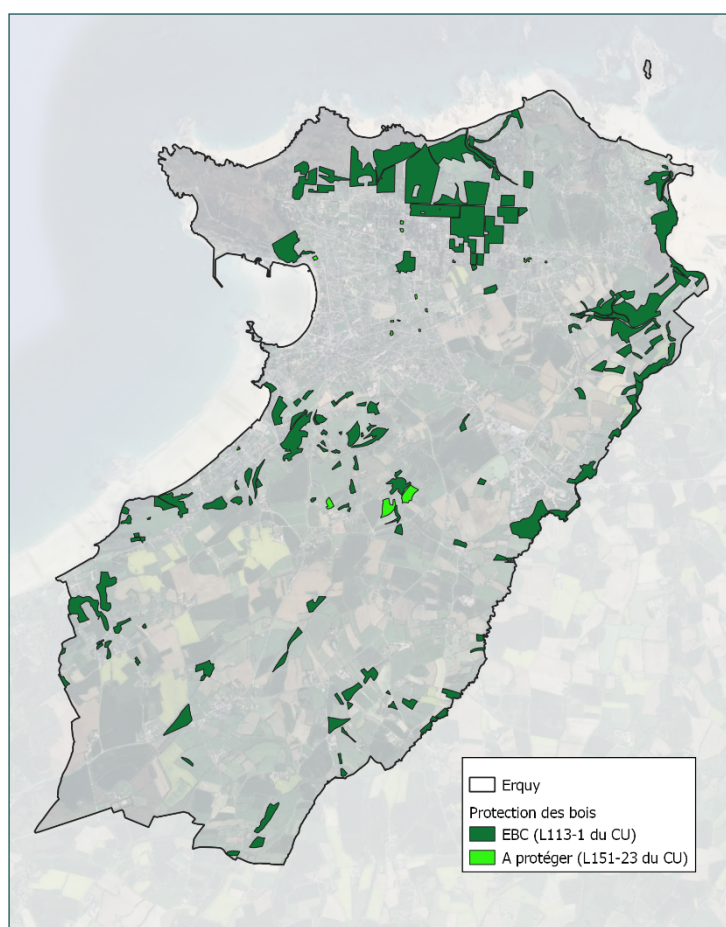 Erquy
Protection des bois
EBC (L113-1 du CU)
A protéger (L151-23 du CU)